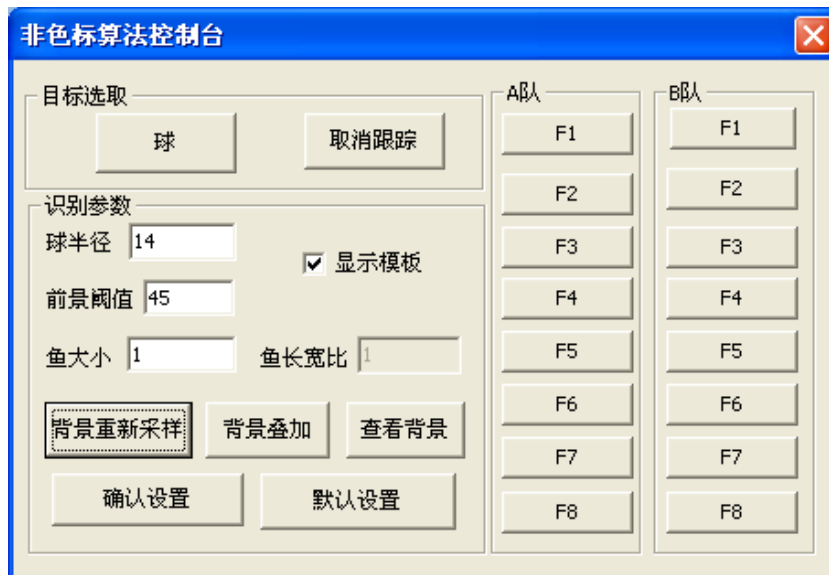 非色标算法控制台
目标选取
球
取消跟踪
识别参数
球半径 14
显示模板
前景阈值 45
鱼大小 1
鱼长宽比 1
背景重新采样
背景叠加
查看背景
确认设置
默认设置
A队
F1
F2
F3
F4
F5
F6
F7
F8
B队
F1
F2
F3
F4
F5
F6
F7
F8